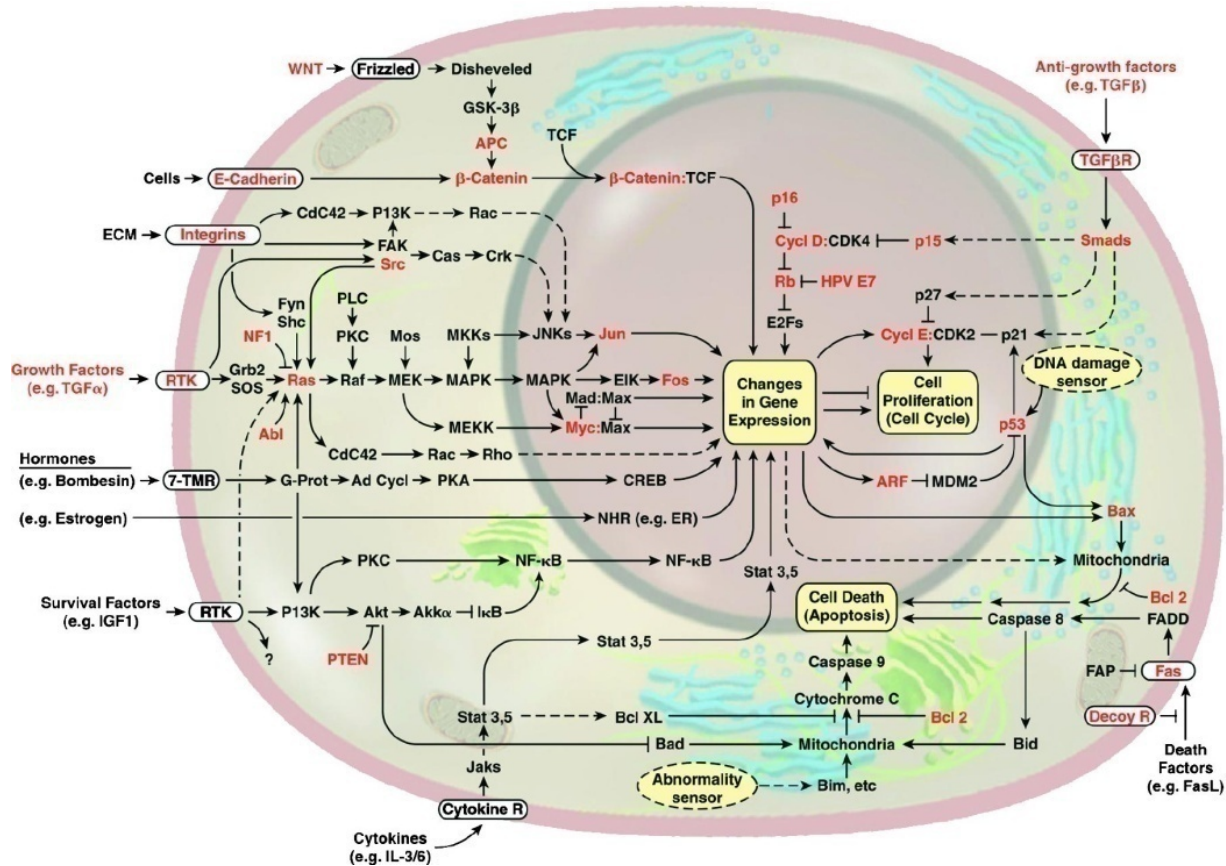 WNT
Frizzled
Disheveled
GSK-3β
APC
TCF
Cells
E-Cadherin
β-Catenin
β-Catenin:TCF
Anti-growth factors
(e.g. TGFβ)
TGFβR
CdC42
P13K
Rac
ECM
Integrins
FAK
Src
Cas
Crk
p16
Cycl D:CDK4
p15
Smads
Rb
HPV E7
Fyn
Shc
PLC
NF1
PKC
Mos
MKKs
JNKs
Jun
E2Fs
p27
Cycl E:CDK2
p21
Growth Factors
(e.g. TGFα)
RTK
Grb2
SOS
Ras
Raf
MEK
MAPK
MAPK
ElK
Fos
Mad:Max
Abl
MEKK
Myc:Max
Changes
in Gene
Expression
Cell
Proliferation
(Cell Cycle)
DNA damage
sensor
p53
CdC42
Rac
Rho
Hormones
(e.g. Bombesin)
7-TMR
G-Prot
Ad Cycl
PKA
CREB
ARF
MDM2
(e.g. Estrogen)
NHR (e.g. ER)
Bax
PKC
NF-κB
NF-κB
Mitochondria
Stat 3,5
Survival Factors
(e.g. IGF1)
RTK
P13K
Akt
Akkα
IκB
Cell Death
(Apoptosis)
Bcl 2
Caspase 8
FADD
?
PTEN
Stat 3,5
Caspase 9
FAP
Fas
Cytochrome C
Stat 3,5
Bcl XL
Bcl 2
Decoy R
Bad
Mitochondria
Bid
Death
Factors
(e.g. FasL)
Jaks
Abnormality
sensor
Bim, etc
Cytokine R
Cytokines
(e.g. IL-3/6)